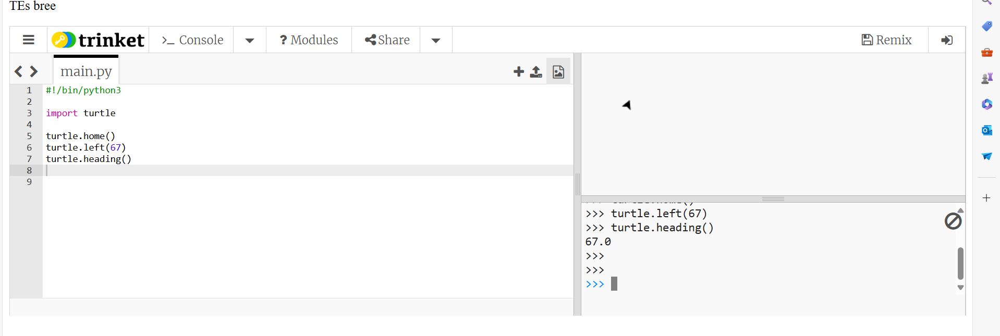 TEs bree
trinket
>_ Console
? Modules
Share
Remix
main.py
1 #!/bin/python3
2
3 import turtle
4
5 turtle.home()
6 turtle.left(67)
7 turtle.heading()
8
9
>>> turtle.left(67)
>>> turtle.heading()
67.0
>>>
>>>
>>>